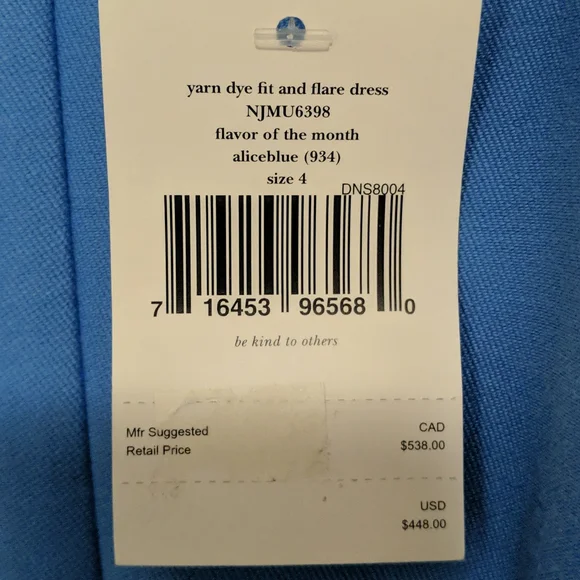 yarn dye fit and flare dress
NJMU6398
flavor of the month
aliceblue (934)
size 4
DNS8004
7 16453 96568 0
be kind to others
Mfr Suggested
Retail Price
CAD
$538.00
USD
$448.00